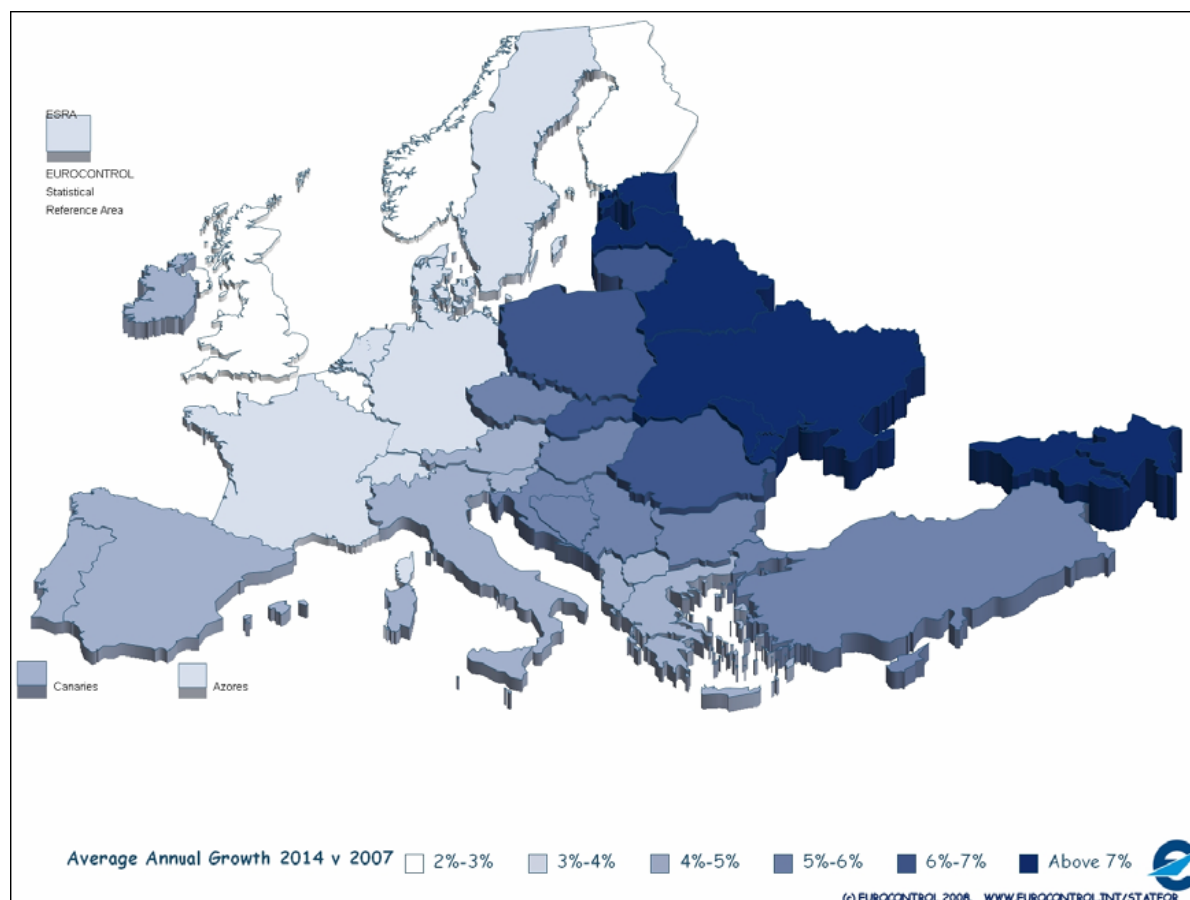 ESRA
EUROCONTROL
Statistical
Reference Area
Canaries
Azores
Average Annual Growth 2014 v 2007
2%-3%
3%-4%
4%-5%
5%-6%
6%-7%
Above 7%
(c) EUROCONTROL 2008. WWW.EUROCONTROL.INT/STATFOR